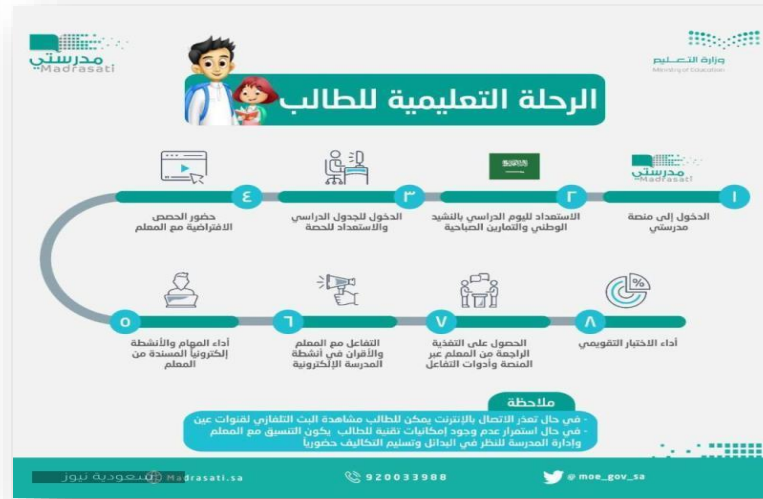 مدرستي
Madrasati
وزارة التعـليم
Ministry of Education
الرحلة التعليمية للطالب
مدرستي
Madrasati
١
الدخول إلى منصة
مدرستي
٢
الاستعداد لليوم الدراسي بالنشيد
الوطني والتمارين الصباحية
٣
الدخول للجدول الدراسي
والاستعداد للحصة
٤
حضور الحصص
الافتراضية مع المعلم
٥
أداء المهام والأنشطة
إلكترونياً المسندة من
المعلم
٦
التفاعل مع المعلم
والأقران في أنشطة
المدرسة الإلكترونية
٧
الحصول على التغذية
الراجعة من المعلم عبر
المنصة وأدوات التفاعل
%
٨
أداء الاختبار التقويمي
ملاحظة
- في حال تعذر الاتصال بالإنترنت يمكن للطالب مشاهدة البث التلفازي لقنوات عين
- في حال استمرار عدم وجود إمكانيات تقنية للطالب يكون التنسيق مع المعلم
وإدارة المدرسة للنظر في البدائل وتسليم التكاليف حضورياً
@ moe_gov_sa
920033988
Madrasati.sa
السعودية نيوز